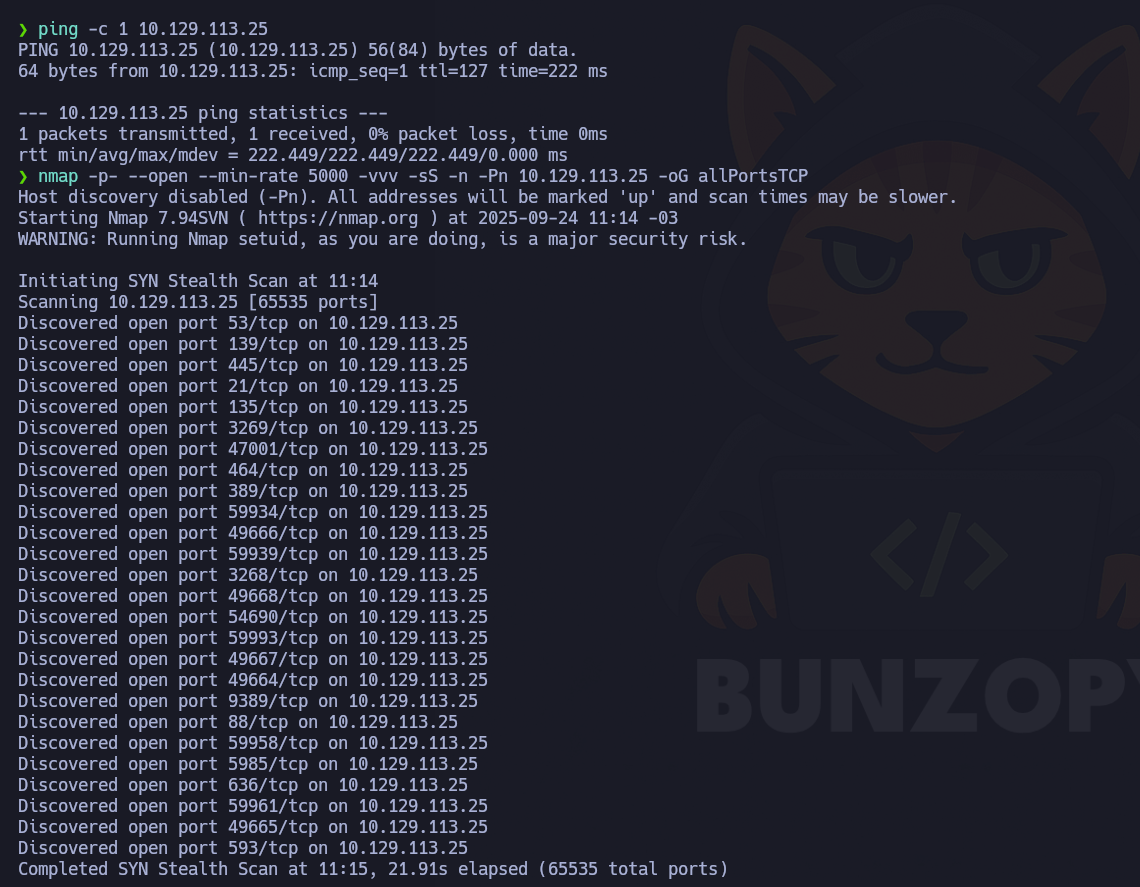 ❯ ping -c 1 10.129.113.25
PING 10.129.113.25 (10.129.113.25) 56(84) bytes of data.
64 bytes from 10.129.113.25: icmp_seq=1 ttl=127 time=222 ms

--- 10.129.113.25 ping statistics ---
1 packets transmitted, 1 received, 0% packet loss, time 0ms
rtt min/avg/max/mdev = 222.449/222.449/222.449/0.000 ms
❯ nmap -p- --open --min-rate 5000 -vvv -sS -n -Pn 10.129.113.25 -oG allPortsTCP
Host discovery disabled (-Pn). All addresses will be marked 'up' and scan times may be slower.
Starting Nmap 7.94SVN ( https://nmap.org ) at 2025-09-24 11:14 -03
WARNING: Running Nmap setuid, as you are doing, is a major security risk.

Initiating SYN Stealth Scan at 11:14
Scanning 10.129.113.25 [65535 ports]
Discovered open port 53/tcp on 10.129.113.25
Discovered open port 139/tcp on 10.129.113.25
Discovered open port 445/tcp on 10.129.113.25
Discovered open port 21/tcp on 10.129.113.25
Discovered open port 135/tcp on 10.129.113.25
Discovered open port 3269/tcp on 10.129.113.25
Discovered open port 47001/tcp on 10.129.113.25
Discovered open port 464/tcp on 10.129.113.25
Discovered open port 389/tcp on 10.129.113.25
Discovered open port 59934/tcp on 10.129.113.25
Discovered open port 49666/tcp on 10.129.113.25
Discovered open port 59939/tcp on 10.129.113.25
Discovered open port 3268/tcp on 10.129.113.25
Discovered open port 49668/tcp on 10.129.113.25
Discovered open port 54690/tcp on 10.129.113.25
Discovered open port 59993/tcp on 10.129.113.25
Discovered open port 49667/tcp on 10.129.113.25
Discovered open port 49664/tcp on 10.129.113.25
Discovered open port 9389/tcp on 10.129.113.25
Discovered open port 88/tcp on 10.129.113.25
Discovered open port 59958/tcp on 10.129.113.25
Discovered open port 5985/tcp on 10.129.113.25
Discovered open port 636/tcp on 10.129.113.25
Discovered open port 59961/tcp on 10.129.113.25
Discovered open port 49665/tcp on 10.129.113.25
Discovered open port 593/tcp on 10.129.113.25
Completed SYN Stealth Scan at 11:15, 21.91s elapsed (65535 total ports)
</>
BUNZOPY